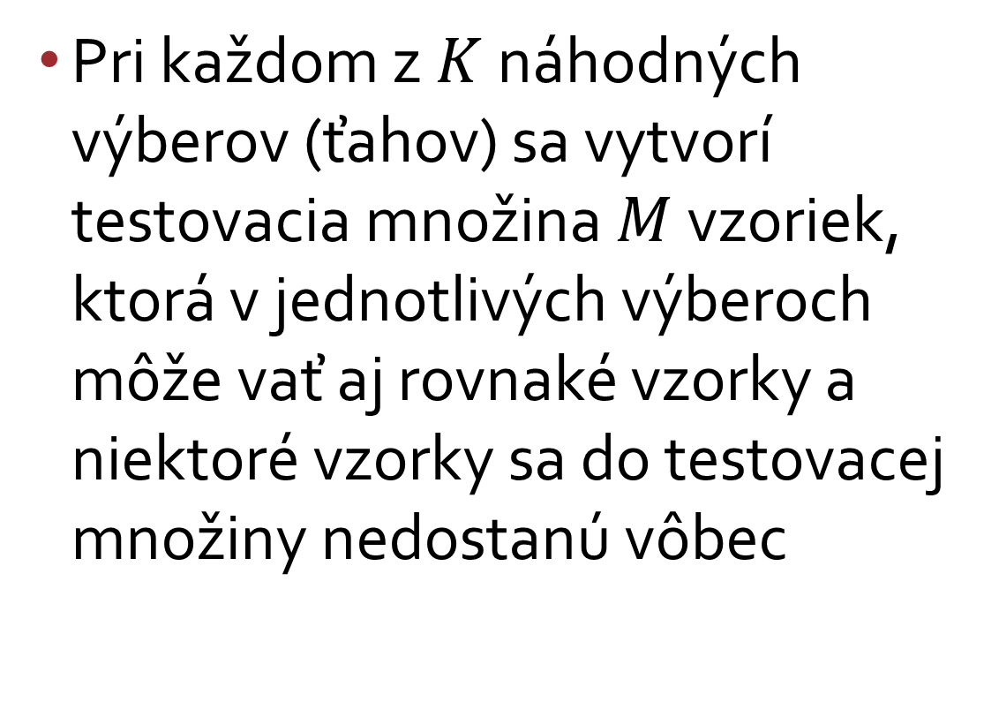 • Pri každom z K náhodných
výberov (ťahov) sa vytvorí
testovacia množina M vzoriek,
ktorá v jednotlivých výberoch
môže vať aj rovnaké vzorky a
niektoré vzorky sa do testovacej
množiny nedostanú vôbec